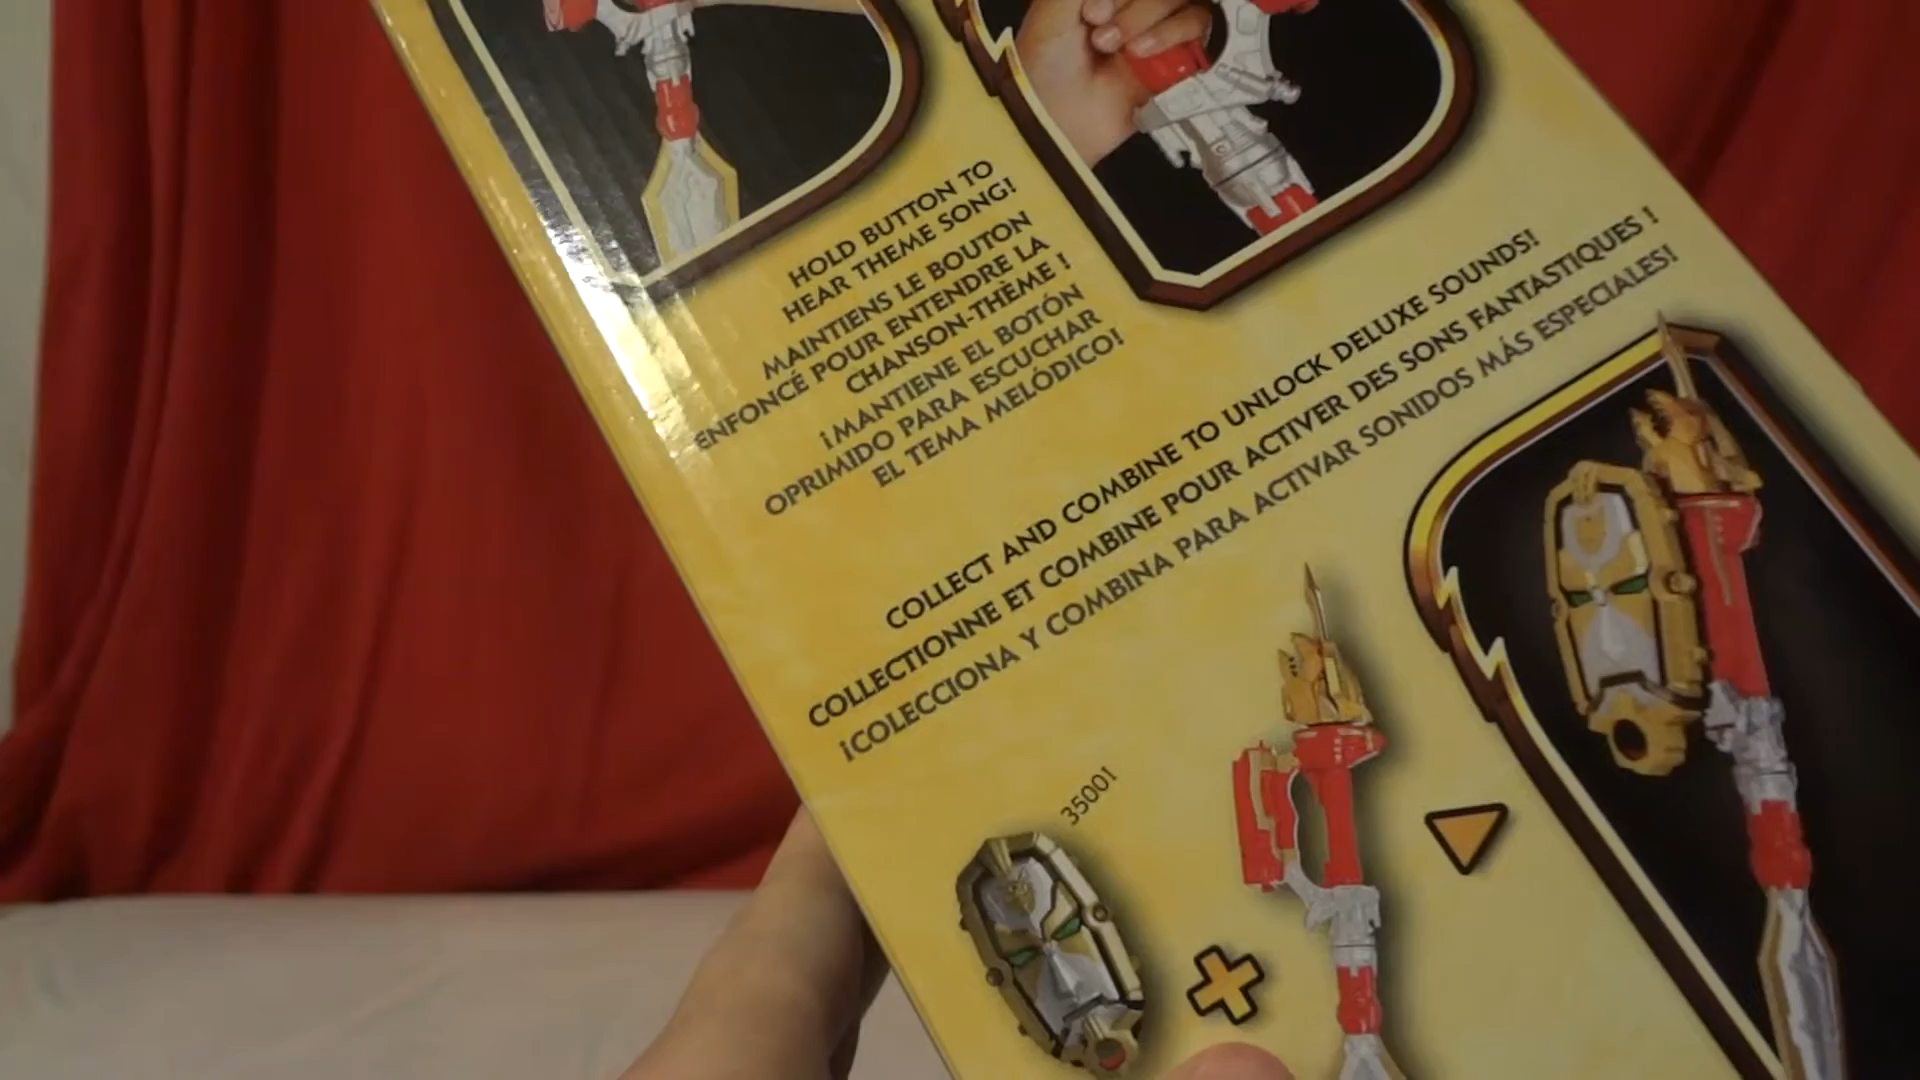 HOLD BUTTON TO
HEAR THEME SONG!
MAINTIENS LE BOUTON
ENFONCÉ POUR ENTENDRE LA
CHANSON-THÈME !
¡MANTIENE EL BOTÓN
OPRIMIDO PARA ESCUCHAR
EL TEMA MELÓDICO!
COLLECT AND COMBINE TO UNLOCK DELUXE SOUNDS!
COLLECTIONNE ET COMBINE POUR ACTIVER DES SONS FANTASTIQUES !
¡COLECCIONA Y COMBINA PARA ACTIVAR SONIDOS MÁS ESPECIALES!
35001